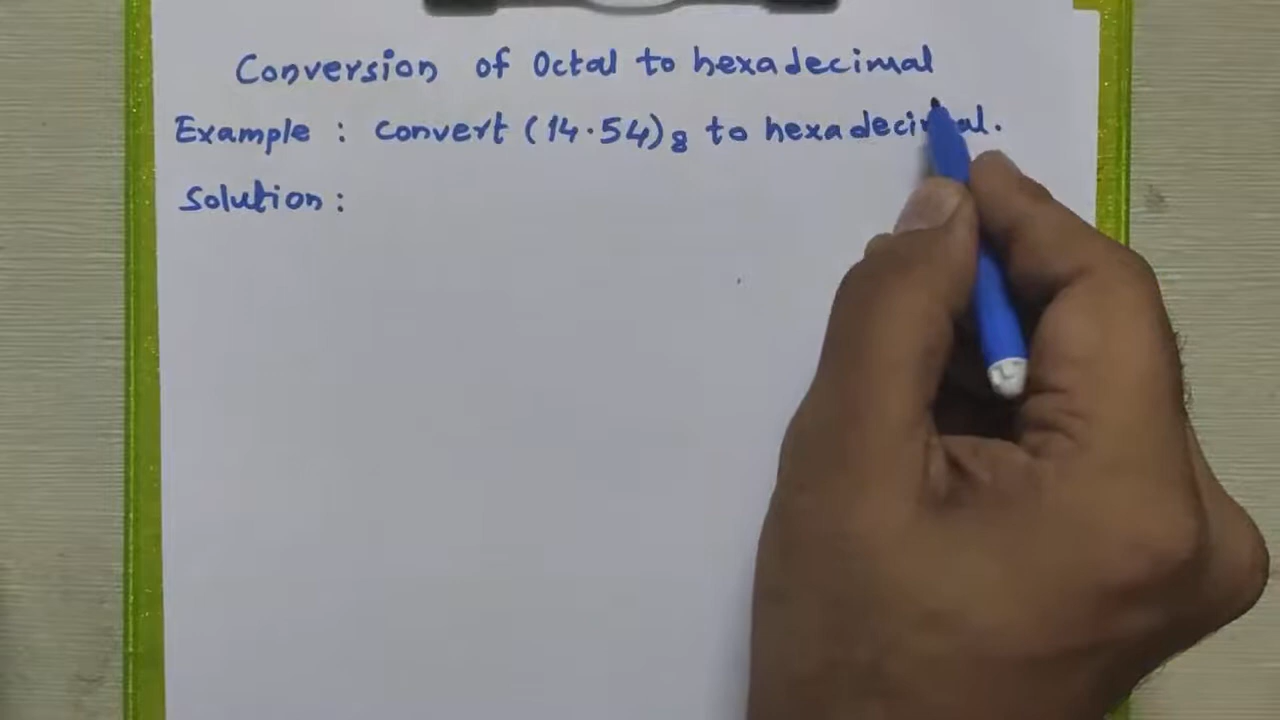 Conversion of Octal to hexadecimal
Example : Convert (14.54)₈ to hexadecimal.
Solution :